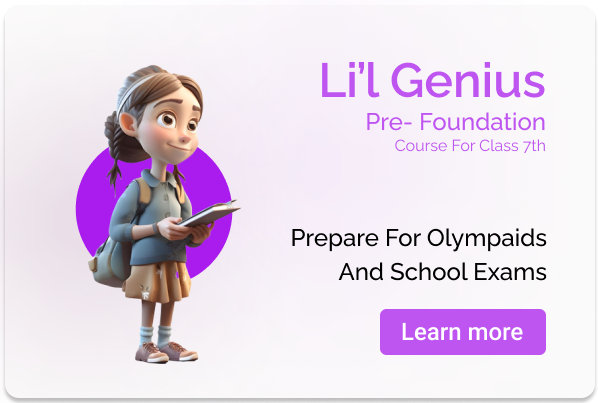 Li’l Genius
Pre- Foundation
Course For Class 7th
Prepare For Olympaids
And School Exams
Learn more